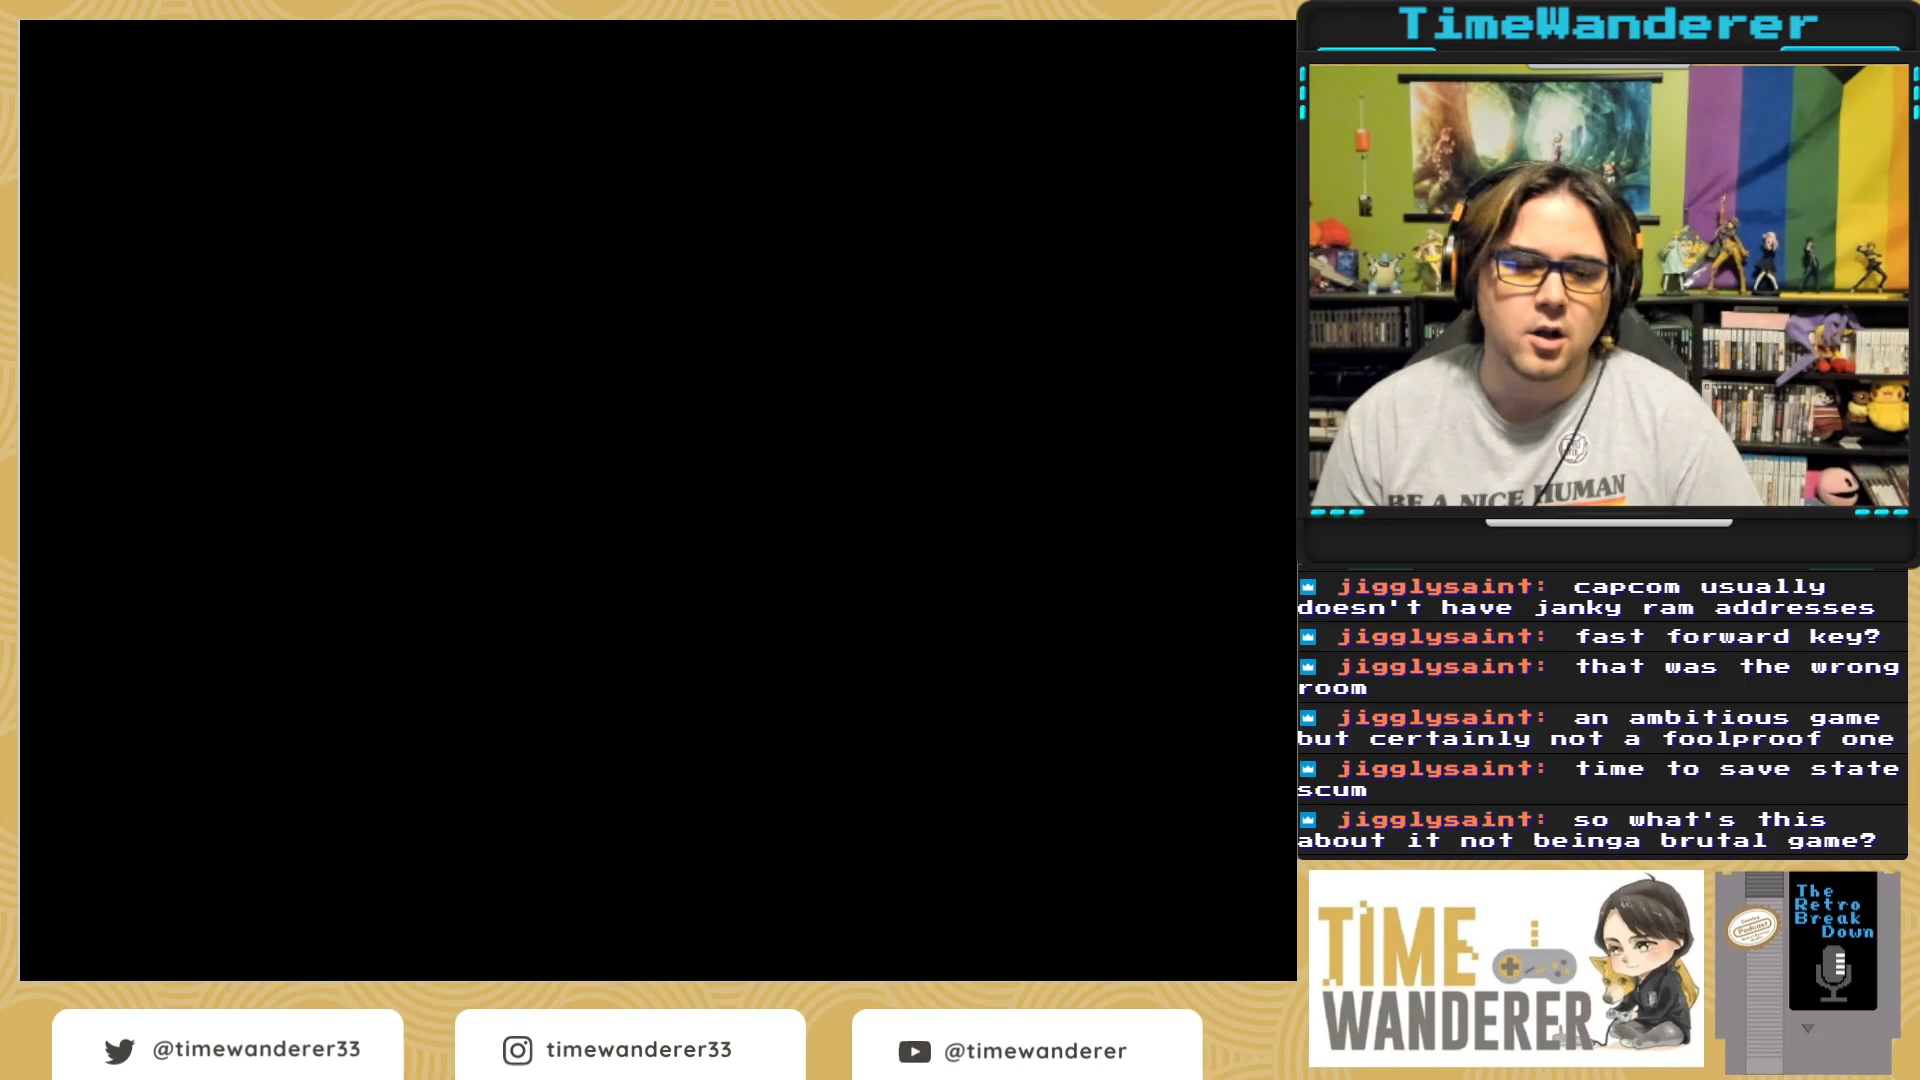 TimeWanderer
BE A NICE HUMAN
jigglysaint: capcom usually
doesn't have janky ram addresses
jigglysaint: fast forward key?
jigglysaint: that was the wrong
room
jigglysaint: an ambitious game
but certainly not a foolproof one
jigglysaint: time to save state
scum
jigglysaint: so what's this
about it not beinga brutal game?
TIME
WANDERER
The
Retro
Break
Down
Podcast
@timewanderer33
timewanderer33
@timewanderer